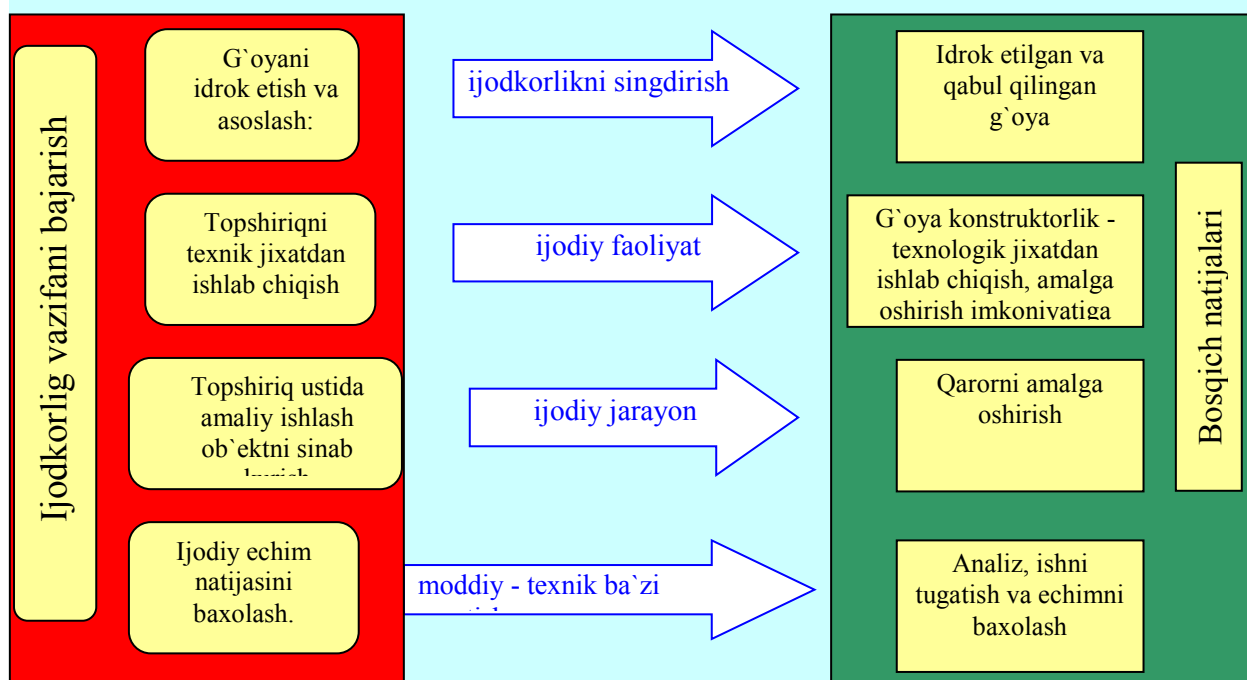 Ijodkorlig vazifani bajarish
G`oyani
idrok etish va
asoslash:
ijodkorlikni singdirish
Idrok etilgan va
qabul qilingan
g`oya
Topshiriqni
texnik jixatdan
ishlab chiqish
ijodiy faoliyat
G`oya konstruktorlik -
texnologik jixatdan
ishlab chiqish, amalga
oshirish imkoniyatiga
Topshiriq ustida
amaliy ishlash
ob`ektni sinab
ijodiy jarayon
Qarorni amalga
oshirish
Ijodiy echim
natijasini
baxolash.
moddiy - texnik ba`zi
Analiz, ishni
tugatish va echimni
baxolash
Bosqich natijalari